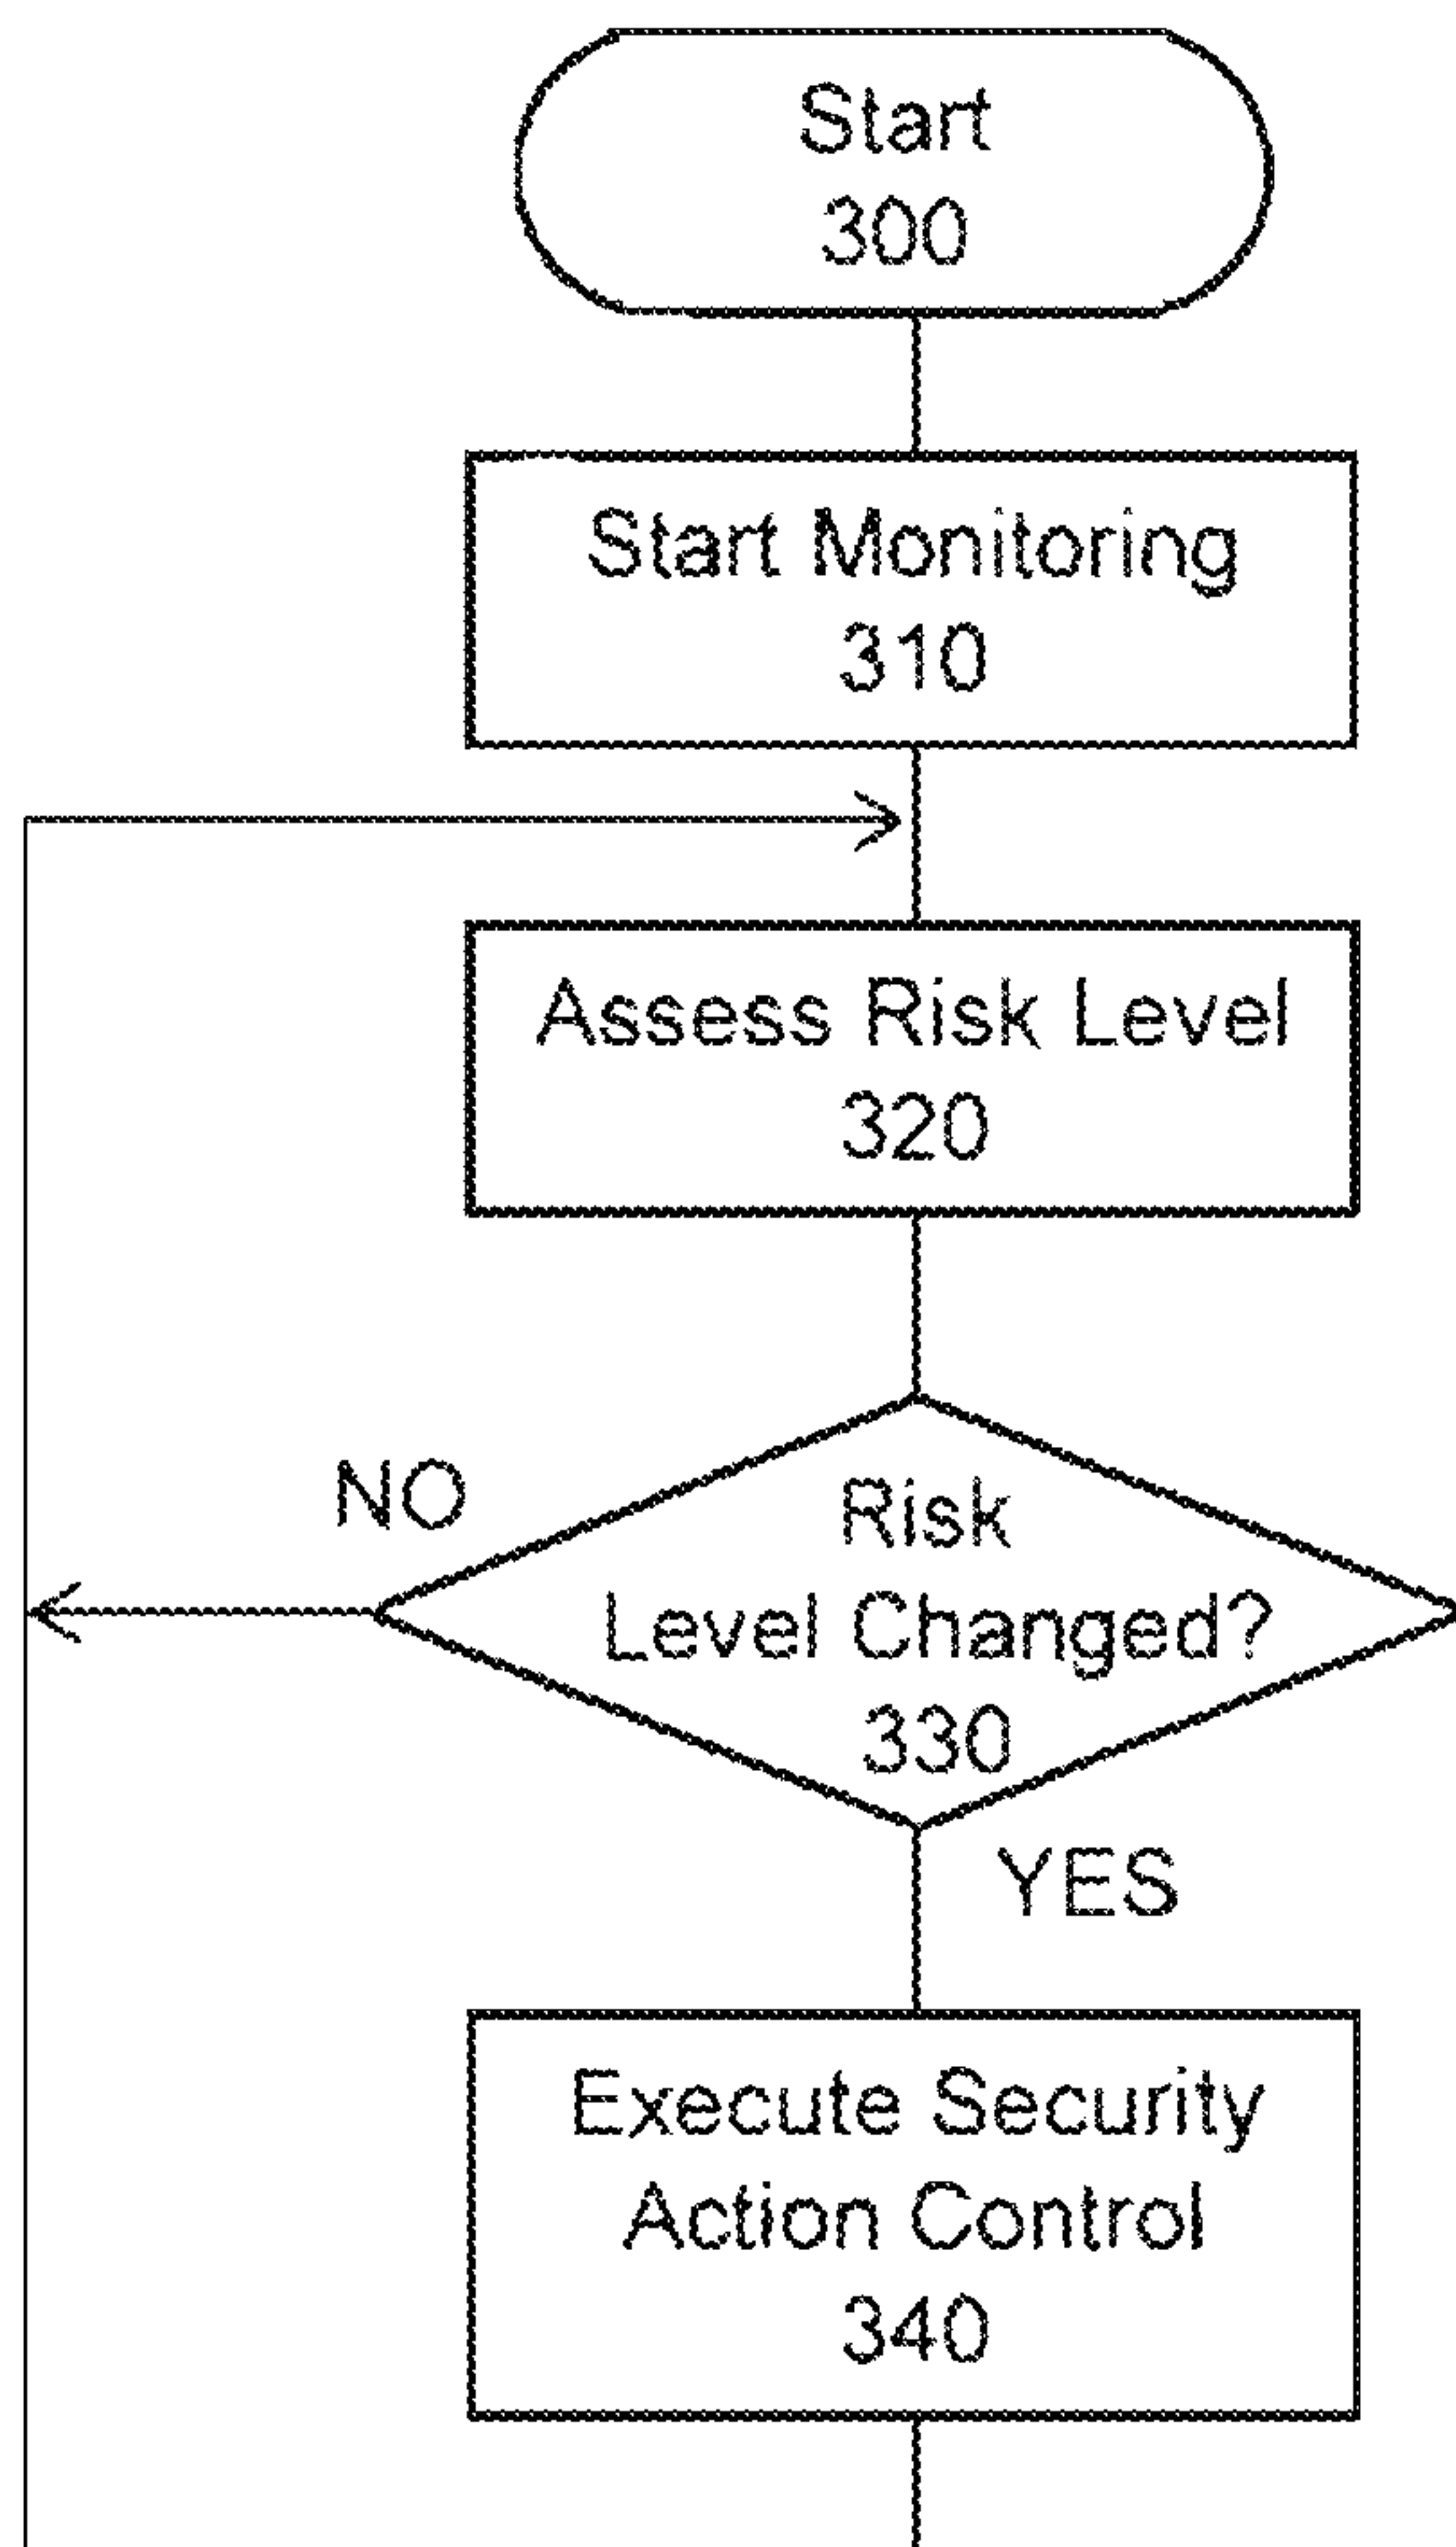 Start
300
Start Monitoring
310
Assess Risk Level
320
NO
Risk
Level Changed?
330
YES
Execute Security
Action Control
340